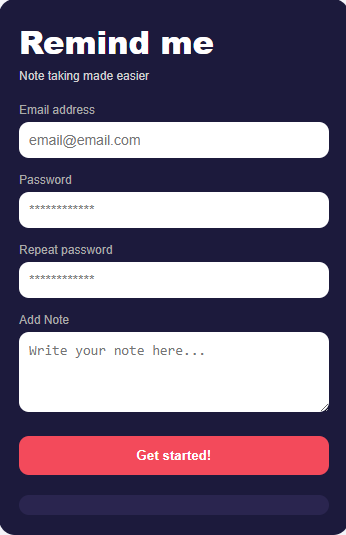 Remind me
Note taking made easier
Email address
email@email.com
Password
************
Repeat password
************
Add Note
Write your note here...
Get started!